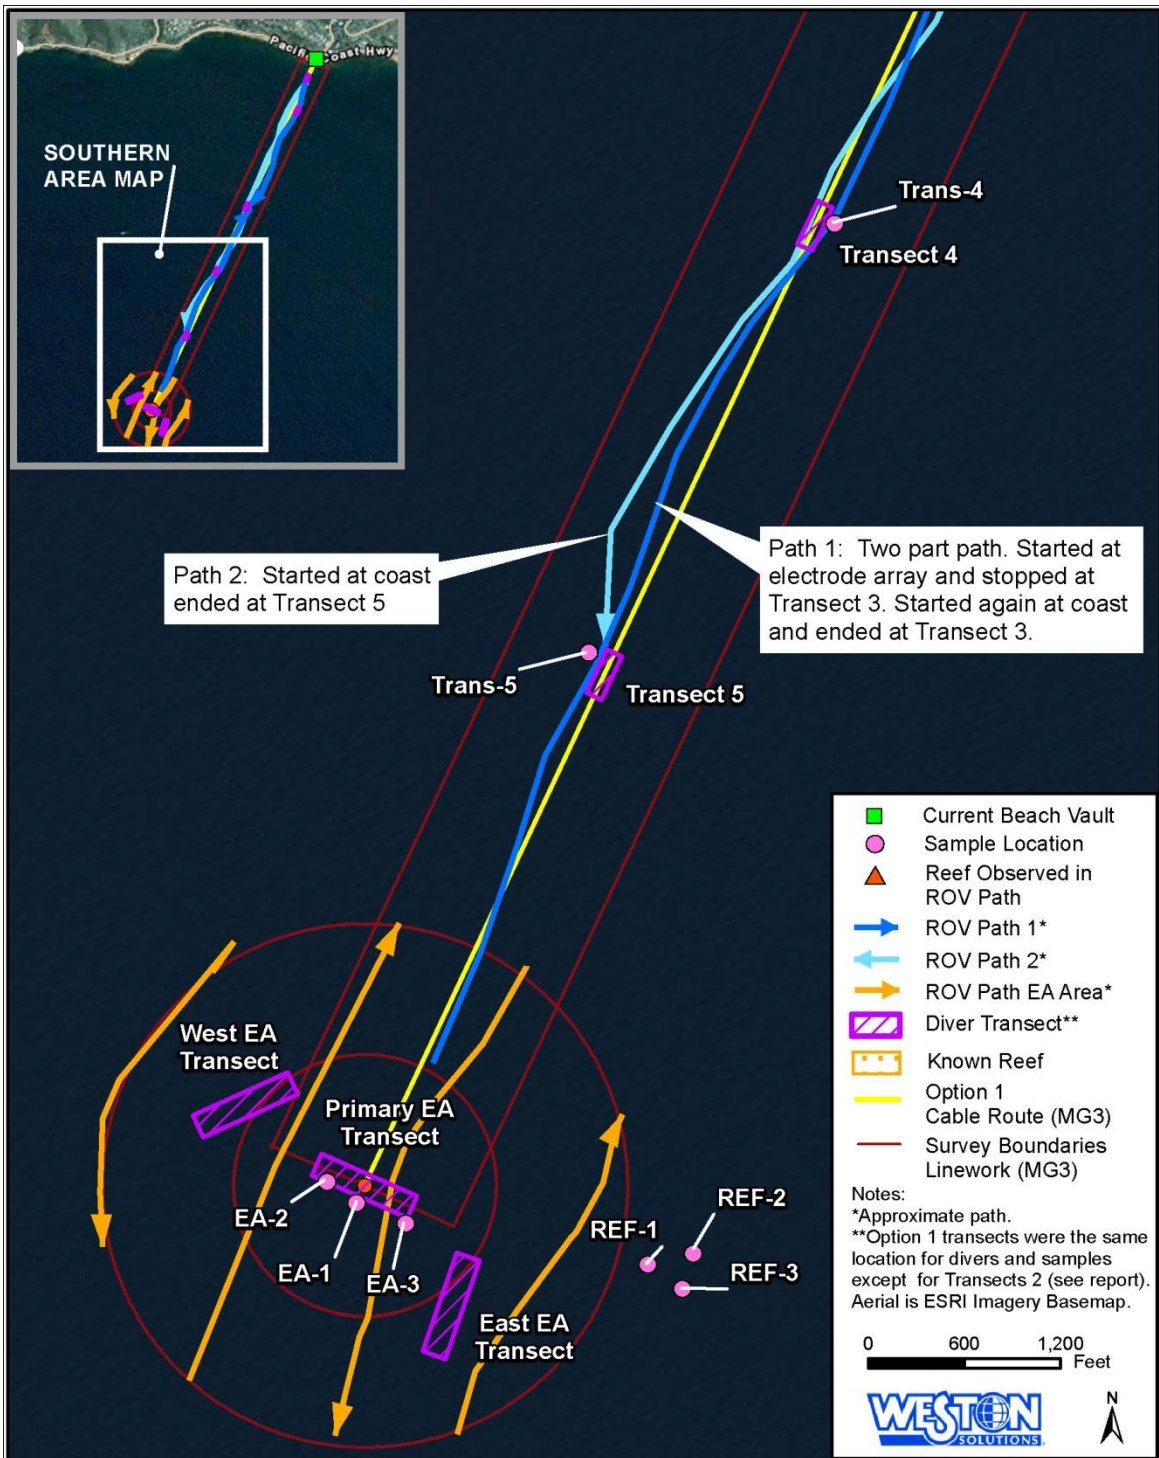 Pacific Coast Hwy
SOUTHERN
AREA MAP
Trans-4
Transect 4
Path 2: Started at coast
ended at Transect 5
Path 1: Two part path. Started at
electrode array and stopped at
Transect 3. Started again at coast
and ended at Transect 3.
Trans-5
Transect 5
West EA
Transect
Primary EA
Transect
EA-2
EA-1
EA-3
East EA
Transect
REF-1
REF-2
REF-3
Current Beach Vault
Sample Location
Reef Observed in
ROV Path
ROV Path 1*
ROV Path 2*
ROV Path EA Area*
Diver Transect**
Known Reef
Option 1
Cable Route (MG3)
Survey Boundaries
Linework (MG3)
Notes:
*Approximate path.
**Option 1 transects were the same
location for divers and samples
except for Transects 2 (see report).
Aerial is ESRI Imagery Basemap.
0 600 1,200
Feet
WESTON
SOLUTIONS
N